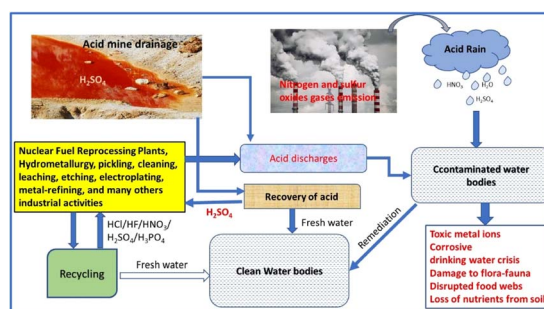 Acid mine drainage
H₂SO₄
Nitrogen and sulfur
oxides gases emission
Acid Rain
HNO₃
H₂O
H₂SO₄
Nuclear Fuel Reprocessing Plants,
Hydrometallurgy, pickling, cleaning,
leaching, etching, electroplating,
metal-refining, and many others
industrial activities
Acid discharges
Ccontaminated water
bodies
Recovery of acid
H₂SO₄
HCl/HF/HNO₃/
H₂SO₄/H₃PO₄
Fresh water
Remediation
Recycling
Fresh water
Clean Water bodies
Toxic metal ions
Corrosive
drinking water crisis
Damage to flora-fauna
Disrupted food webs
Loss of nutrients from soil